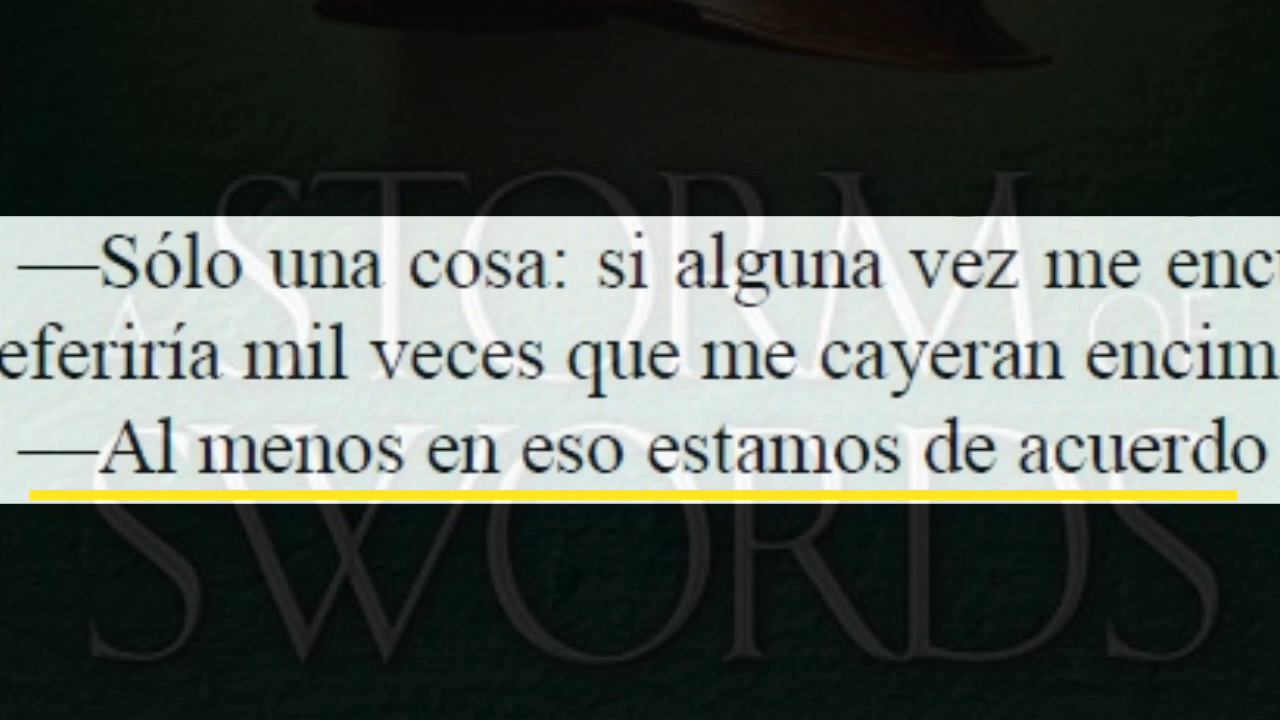 A
STORM
OF
SWORDS
—Sólo una cosa: si alguna vez me
mil veces que me cayeran
—Al menos en eso estamos de acuerdo